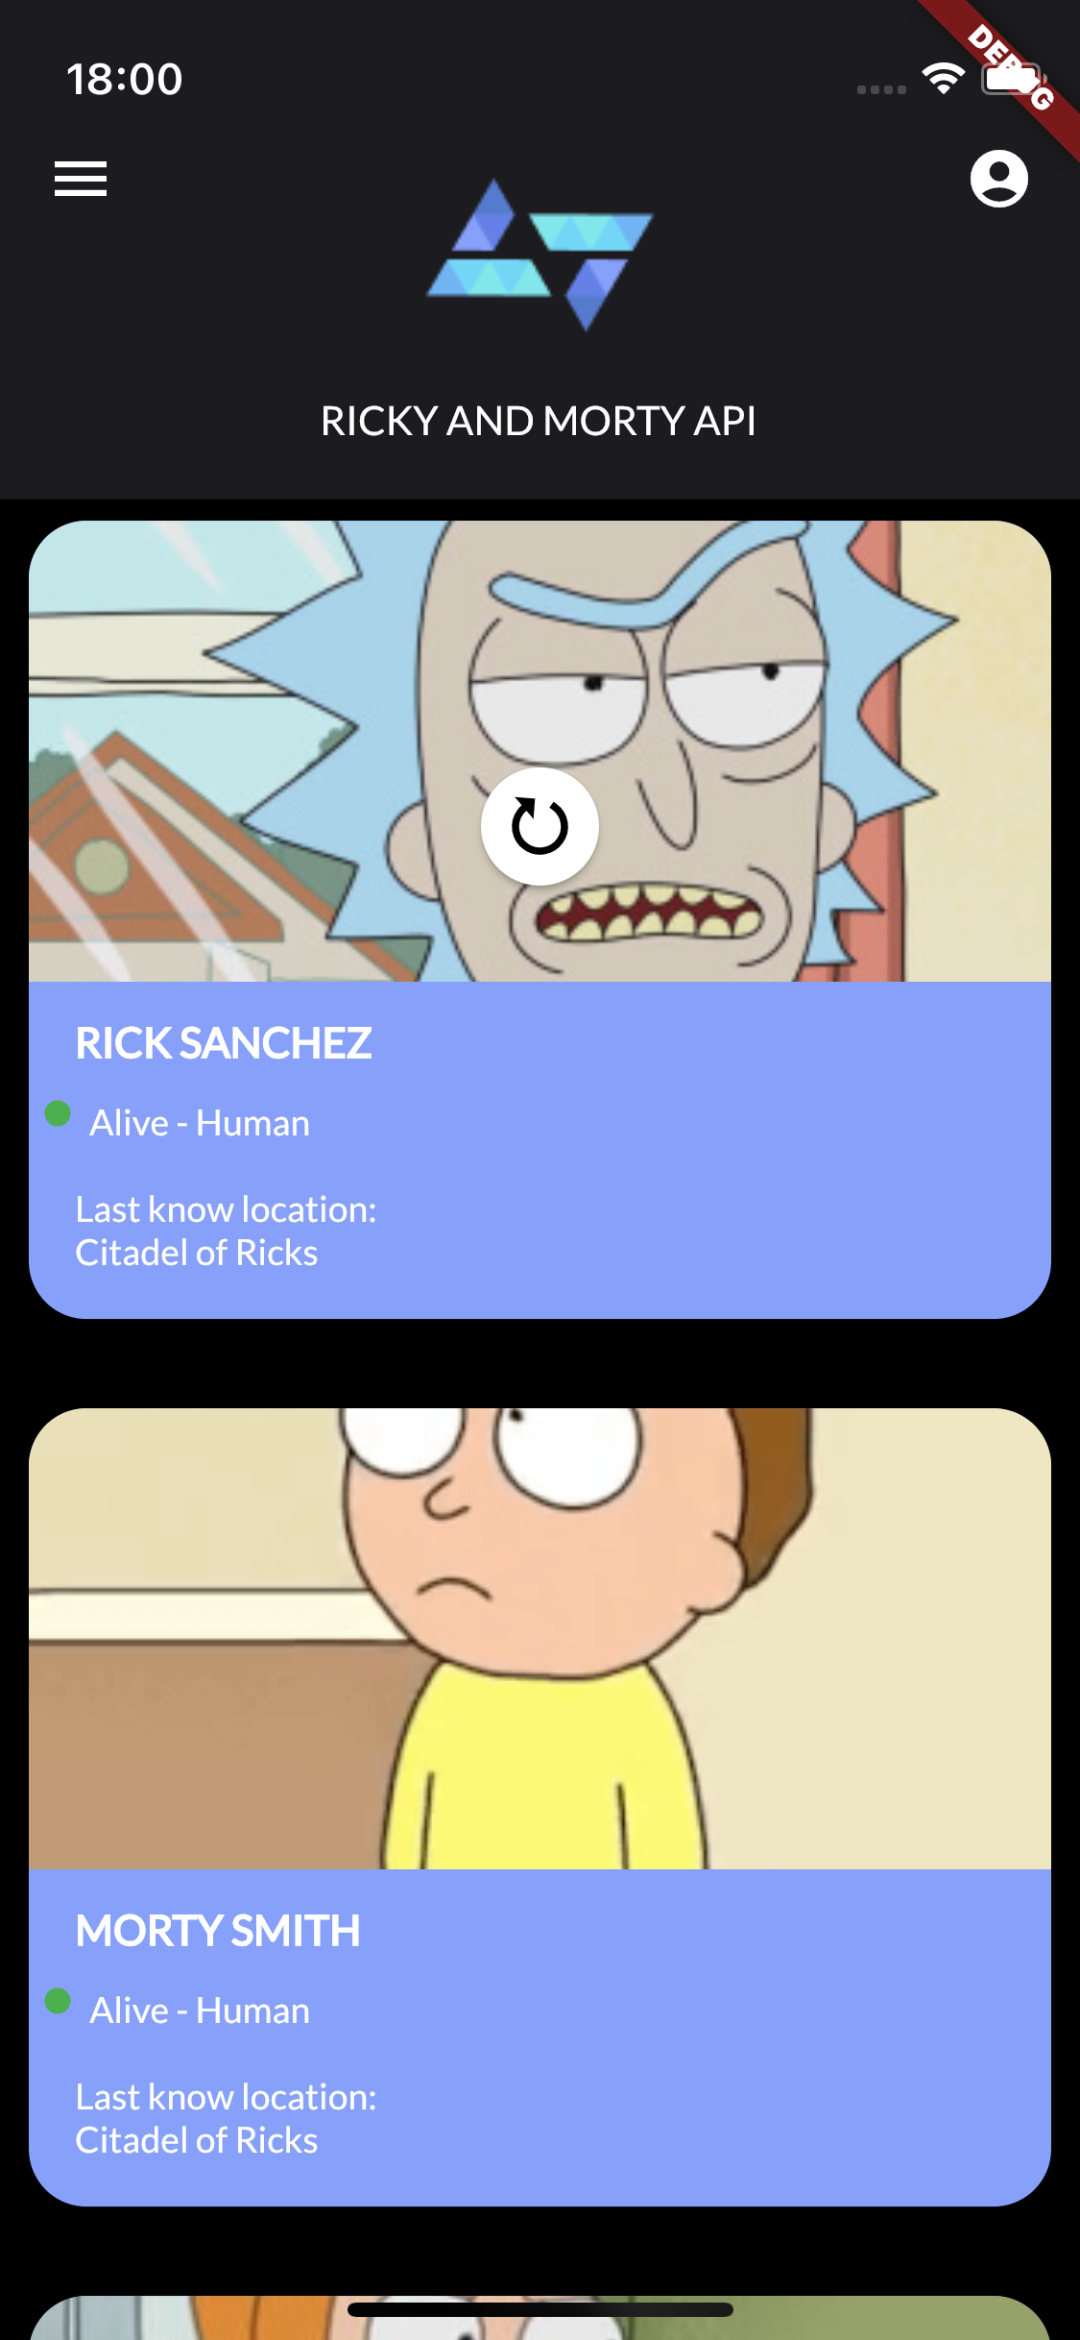 18:00
DEBUG
RICKY AND MORTY API
RICK SANCHEZ
Alive - Human
Last know location:
Citadel of Ricks
MORTY SMITH
Alive - Human
Last know location:
Citadel of Ricks